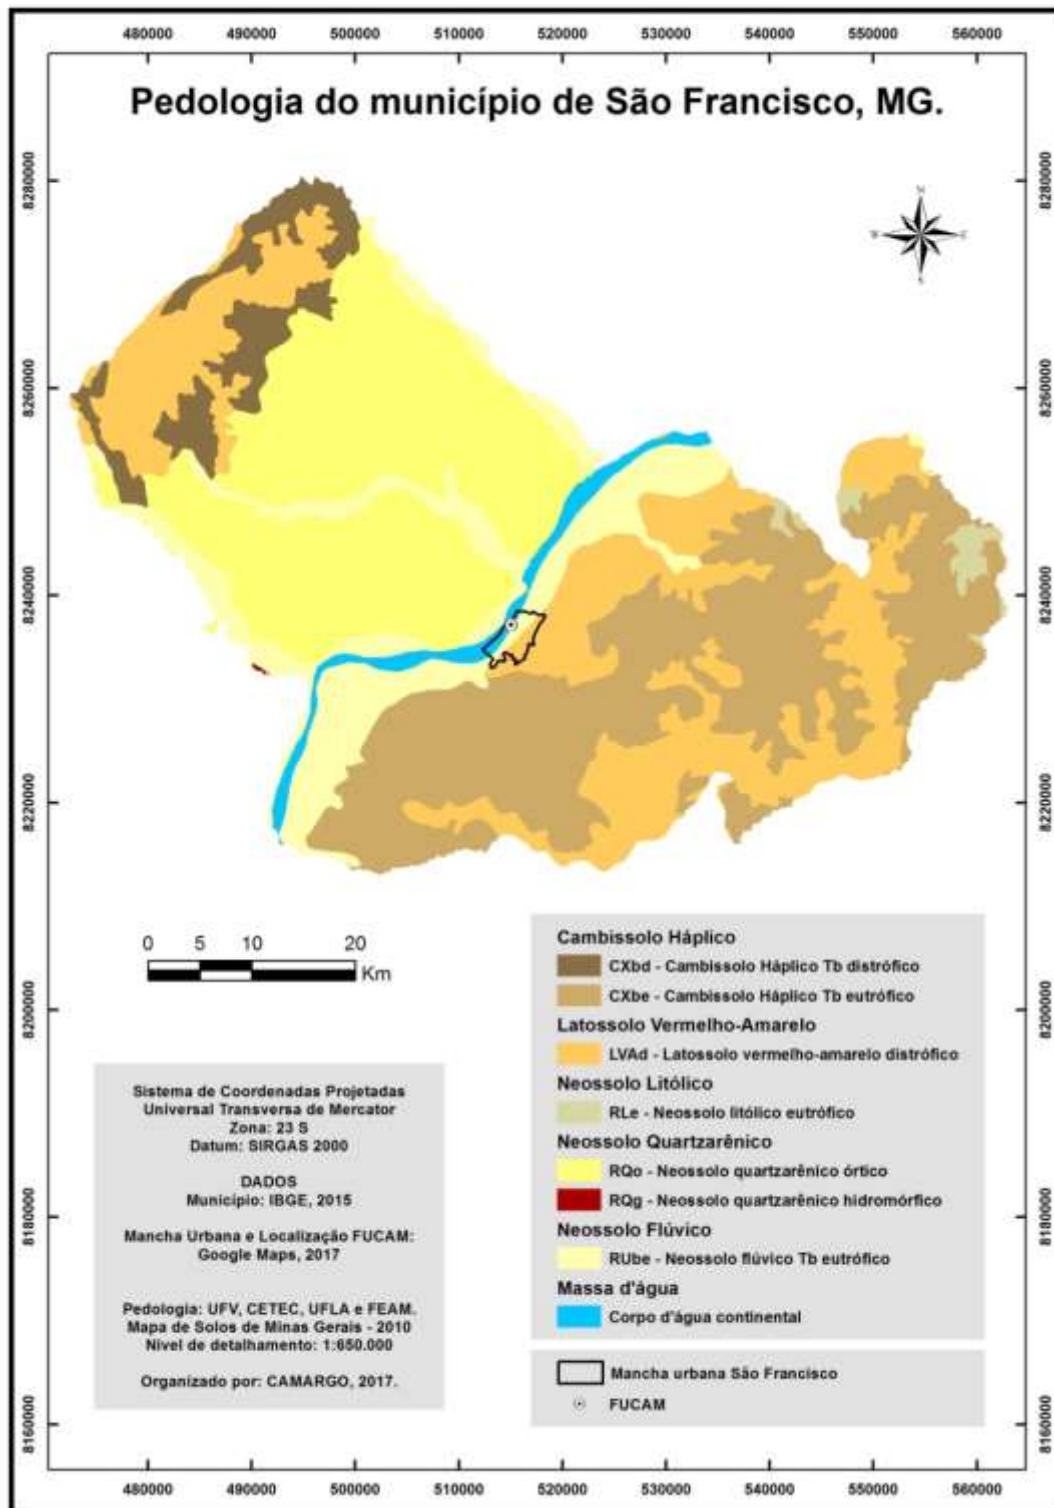 480000 490000 500000 510000 520000 530000 540000 550000 560000
Pedologia do município de São Francisco, MG.
8280000 8280000
N
W E
S
8260000 8260000
8240000 8240000
8220000 8220000
0 5 10 20
Km
8200000 8200000
8180000 8180000
8160000 8160000
Sistema de Coordenadas Projetadas
Universal Transversa de Mercator
Zona: 23 S
Datum: SIRGAS 2000
DADOS
Município: IBGE, 2015
Mancha Urbana e Localização FUCAM:
Google Maps, 2017
Pedologia: UFV, CETEC, UFLA e FEAM.
Mapa de Solos de Minas Gerais - 2010
Nível de detalhamento: 1:650.000
Organizado por: CAMARGO, 2017.
Cambissolo Háplico
CXbd - Cambissolo Háplico Tb distrófico
CXbe - Cambissolo Háplico Tb eutrófico
Latossolo Vermelho-Amarelo
LVAd - Latossolo vermelho-amarelo distrófico
Neossolo Litólico
RLe - Neossolo litólico eutrófico
Neossolo Quartzarênico
RQo - Neossolo quartzarênico órtico
RQg - Neossolo quartzarênico hidromórfico
Neossolo Flúvico
RUbe - Neossolo flúvico Tb eutrófico
Massa d'água
Corpo d'água continental
Mancha urbana São Francisco
FUCAM
480000 490000 500000 510000 520000 530000 540000 550000 560000